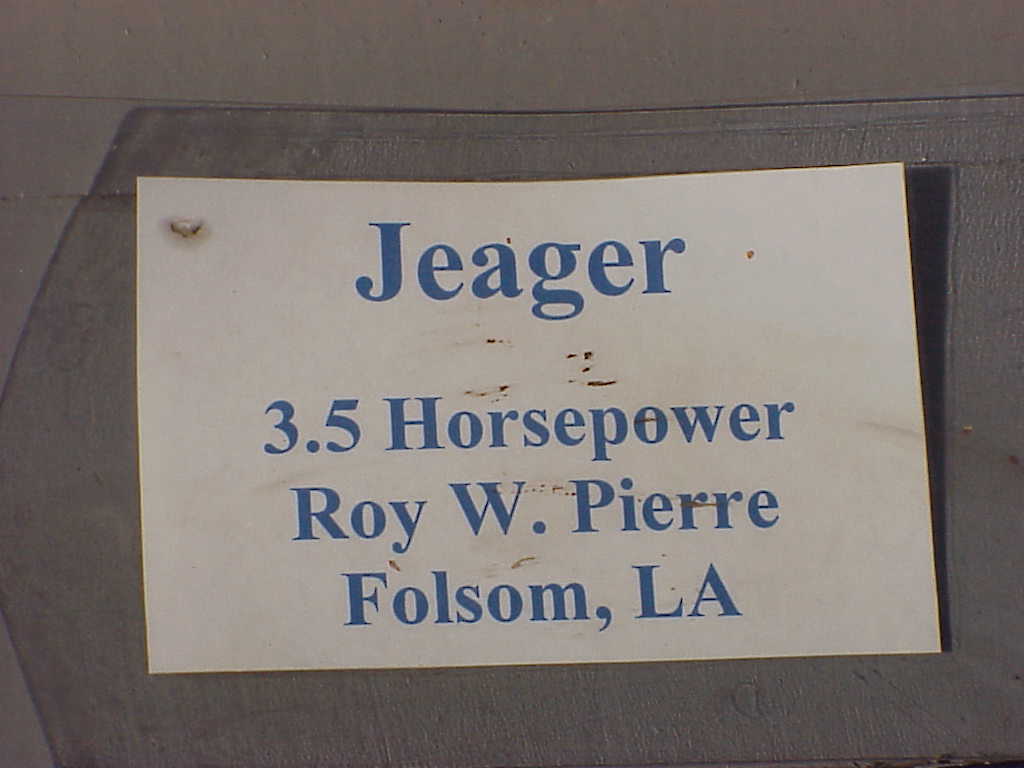 Jeager
3.5 Horsepower
Roy W. Pierre
Folsom, LA